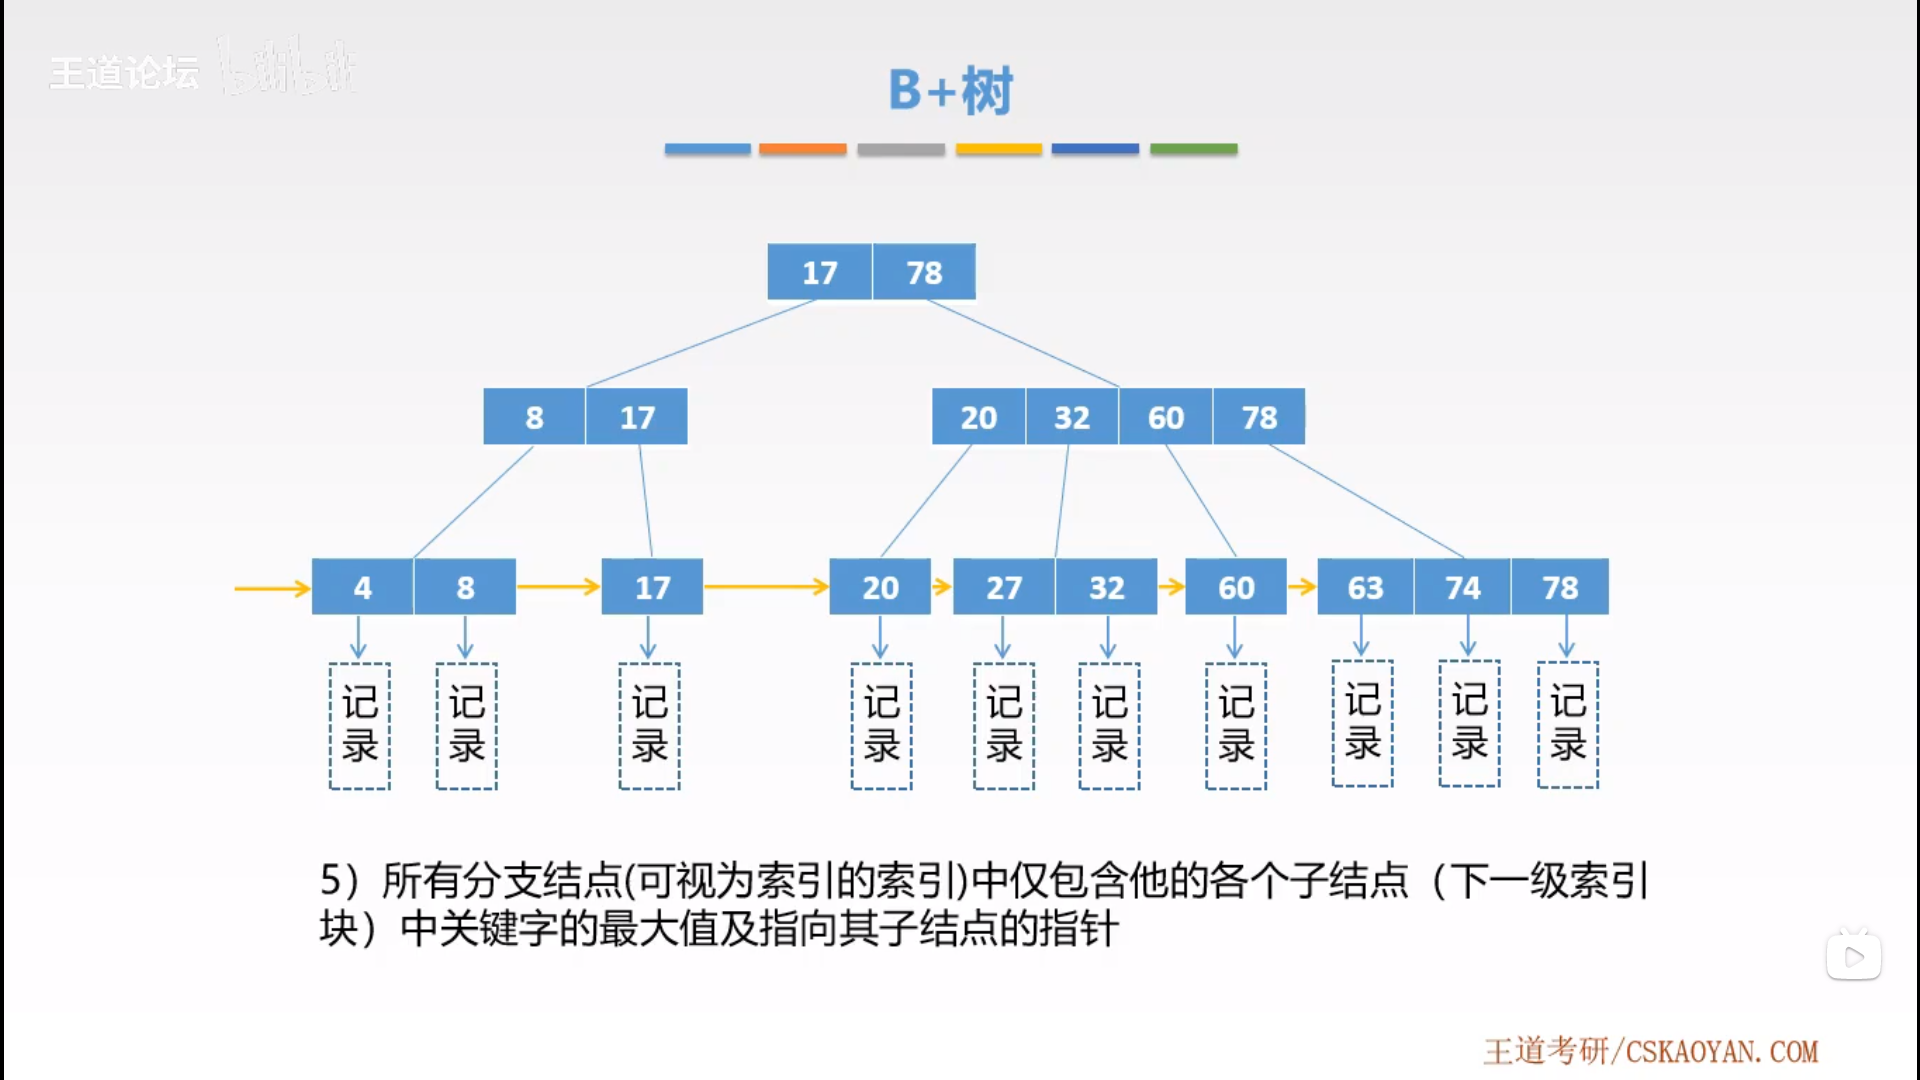 王道论坛 bilibili
B+树
17 78
8 17 20 32 60 78
4 8 17 20 27 32 60 63 74 78
记录 记录 记录 记录 记录 记录 记录 记录 记录 记录
5）所有分支结点(可视为索引的索引)中仅包含他的各个子结点（下一级索引
块）中关键字的最大值及指向其子结点的指针
王道考研/CSKAOYAN.COM